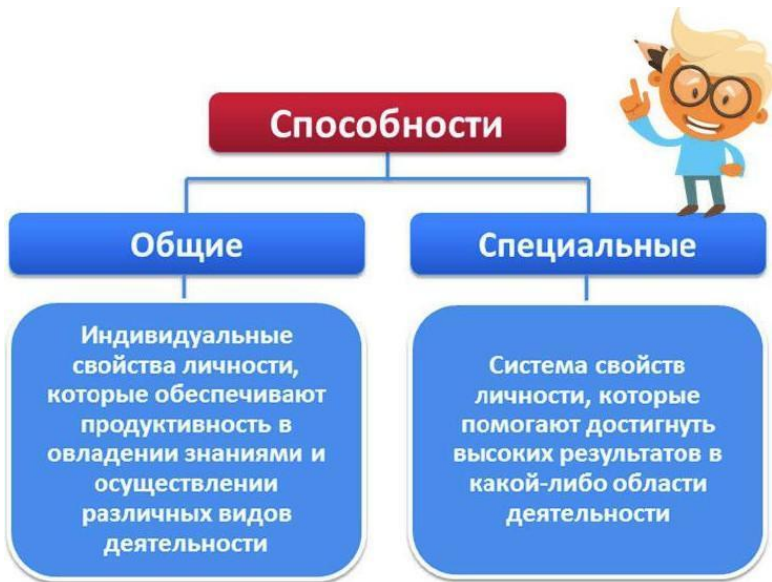 Способности
Общие
Специальные
Индивидуальные
свойства личности,
которые обеспечивают
продуктивность в
овладении знаниями и
осуществлении
различных видов
деятельности
Система свойств
личности, которые
помогают достигнуть
высоких результатов в
какой-либо области
деятельности